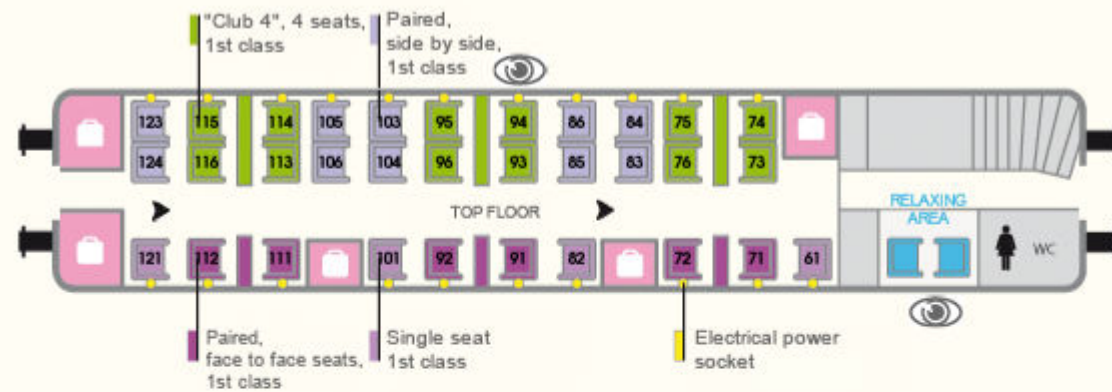 "Club 4", 4 seats,
1st class
Paired,
side by side,
1st class
123 115 114 105 103 95 94 86 84 75 74
124 116 113 106 104 96 93 85 83 76 73
TOP FLOOR
RELAXING
AREA
121 112 111 101 92 91 82 72 71 61
WC
Paired,
face to face seats,
1st class
Single seat
1st class
Electrical power
socket